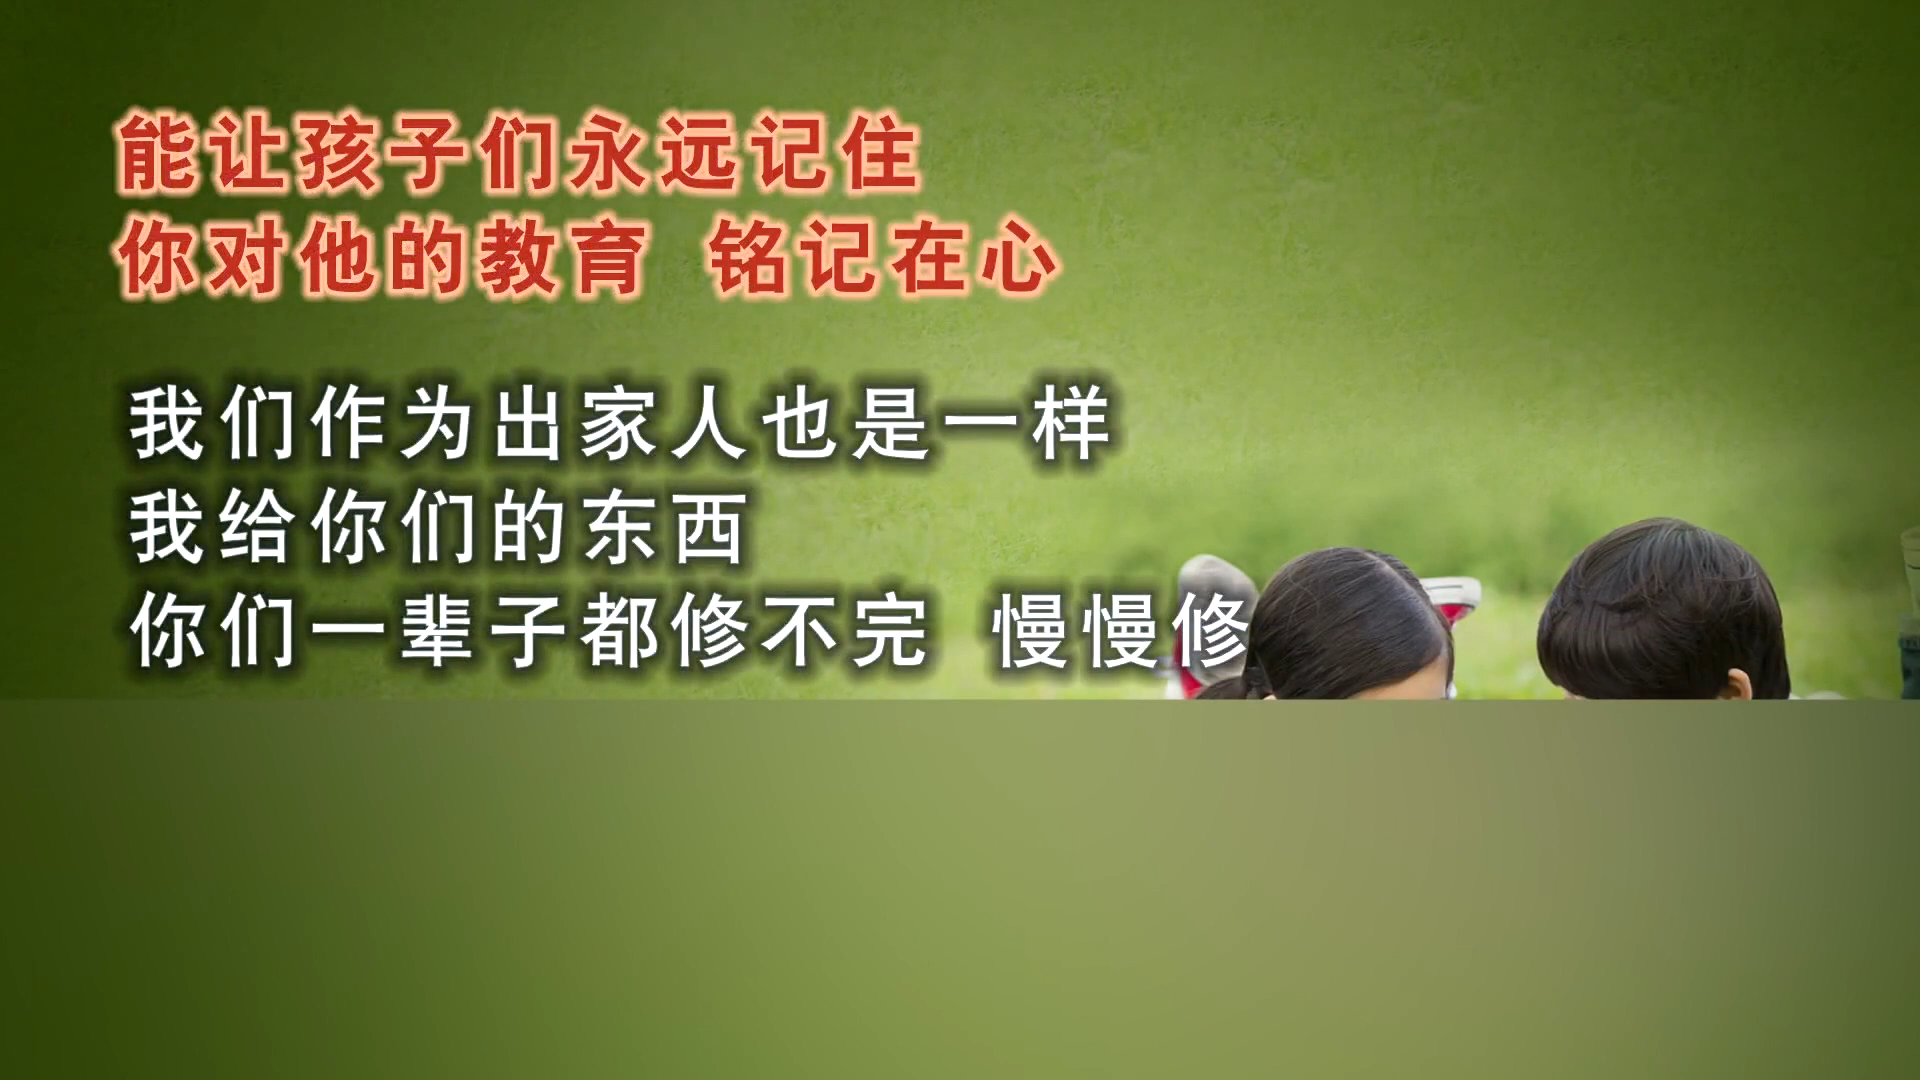 能让孩子们永远记住
你对他的教育 铭记在心
我们作为出家人也是一样
我给你们的东西
你们一辈子都修不完 慢慢修